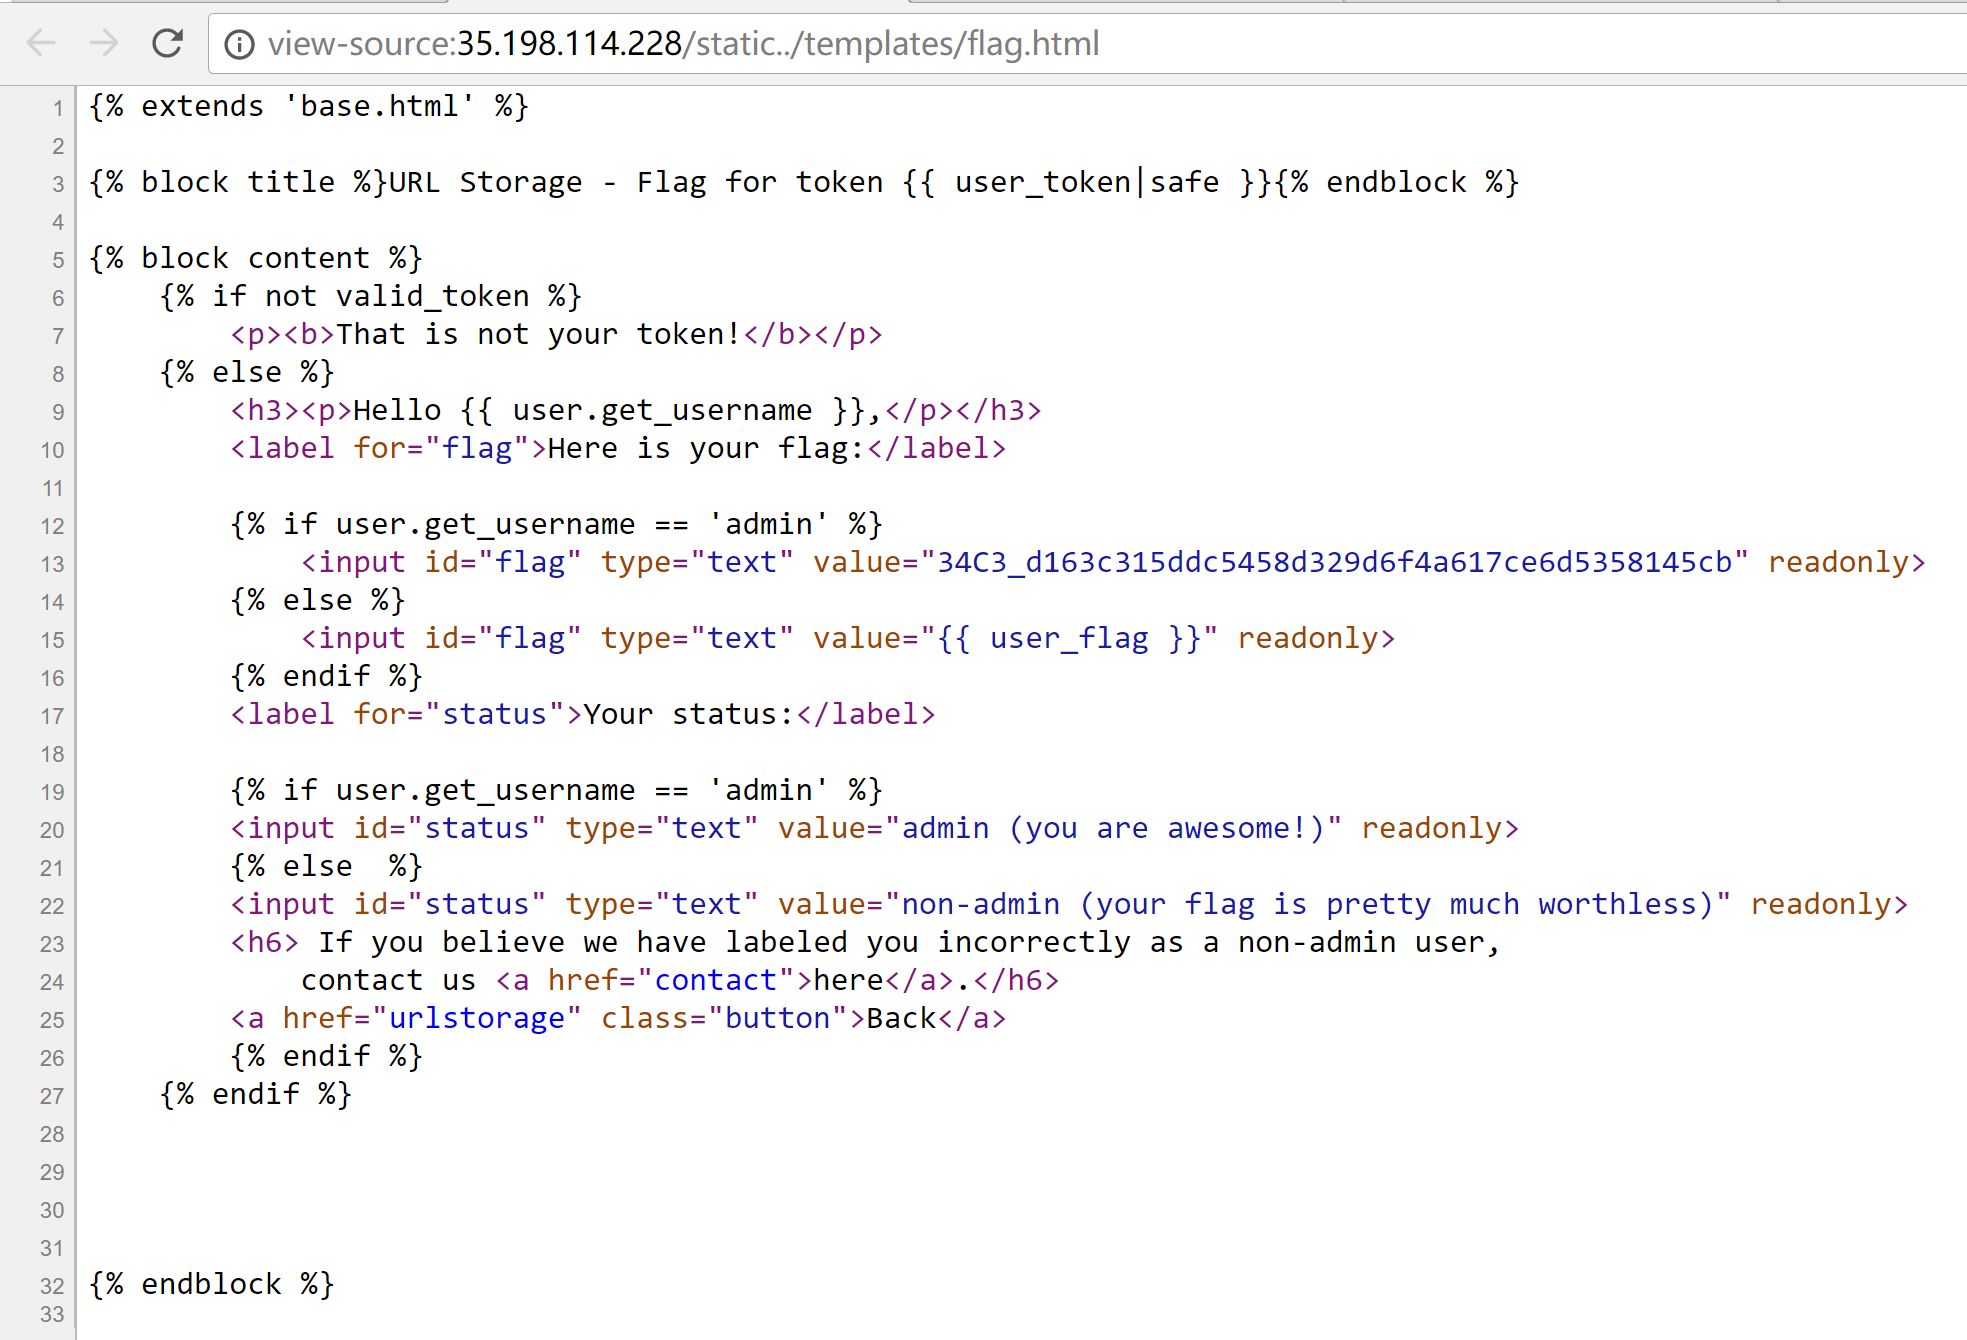 view-source:35.198.114.228/static../templates/flag.html
1 {% extends 'base.html' %}
2
3 {% block title %}URL Storage - Flag for token {{ user_token|safe }}{% endblock %}
4
5 {% block content %}
6     {% if not valid_token %}
7         <p><b>That is not your token!</b></p>
8     {% else %}
9         <h3><p>Hello {{ user.get_username }},</p></h3>
10         <label for="flag">Here is your flag:</label>
11
12         {% if user.get_username == 'admin' %}
13             <input id="flag" type="text" value="34C3_d163c315ddc5458d329d6f4a617ce6d5358145cb" readonly>
14         {% else %}
15             <input id="flag" type="text" value="{{ user_flag }}" readonly>
16         {% endif %}
17         <label for="status">Your status:</label>
18
19         {% if user.get_username == 'admin' %}
20         <input id="status" type="text" value="admin (you are awesome!)" readonly>
21         {% else  %}
22         <input id="status" type="text" value="non-admin (your flag is pretty much worthless)" readonly>
23         <h6> If you believe we have labeled you incorrectly as a non-admin user,
24             contact us <a href="contact">here</a>.</h6>
25         <a href="urlstorage" class="button">Back</a>
26         {% endif %}
27     {% endif %}
28
29
30
31
32 {% endblock %}
33